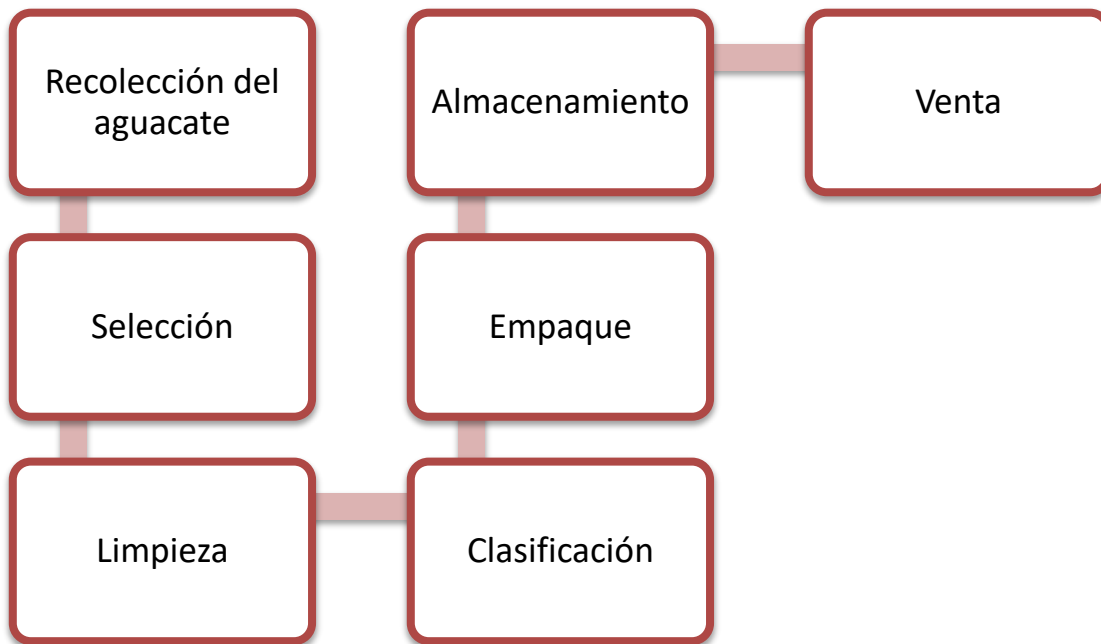 Recolección del
aguacate
Selección
Limpieza
Clasificación
Empaque
Almacenamiento
Venta